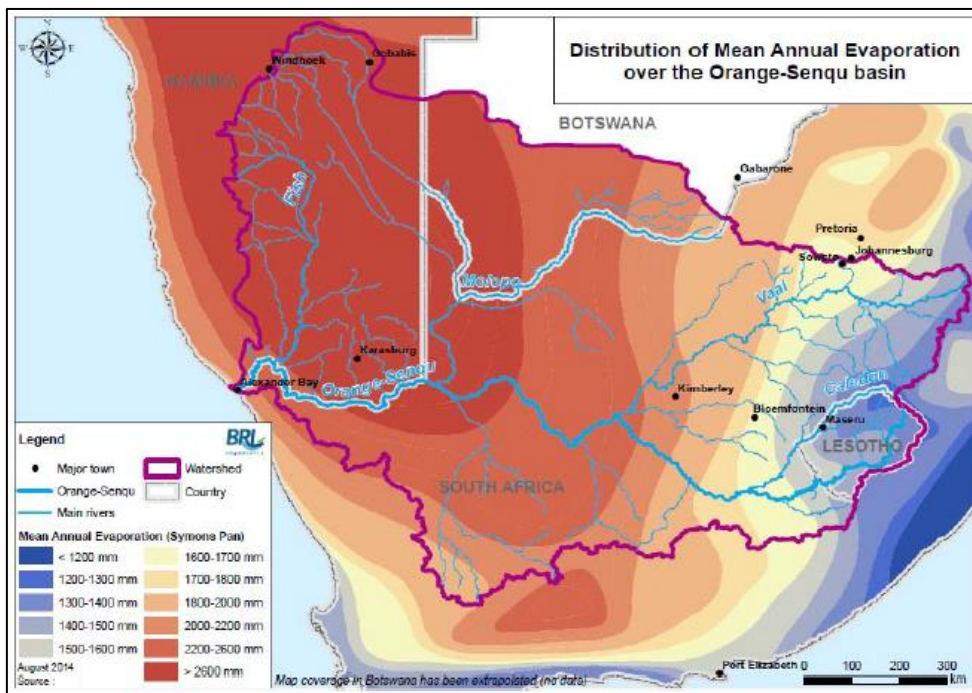 N
W E
S
Distribution of Mean Annual Evaporation
over the Orange-Senqu basin
Windhoek
Gobabis
NAMIBIA
BOTSWANA
Gabarone
Fish
Pretoria
Johannesburg
Soweto
Molopo
Vaal
Karasburg
Orange-Senqu
Alexander Bay
Kimberley
Caledon
Bloemfontein
Maseru
LESOTHO
SOUTH AFRICA
Port Elizabeth
Legend
BRL
Major town
Watershed
Orange-Senqu
Country
Main rivers
Mean Annual Evaporation (Symons Pan)
< 1200 mm
1600-1700 mm
1200-1300 mm
1700-1800 mm
1300-1400 mm
1800-2000 mm
1400-1500 mm
2000-2200 mm
1500-1600 mm
2200-2600 mm
> 2600 mm
August 2014
Source :
Map coverage in Botswana has been extrapolated (no data)
0 100 200 300
km